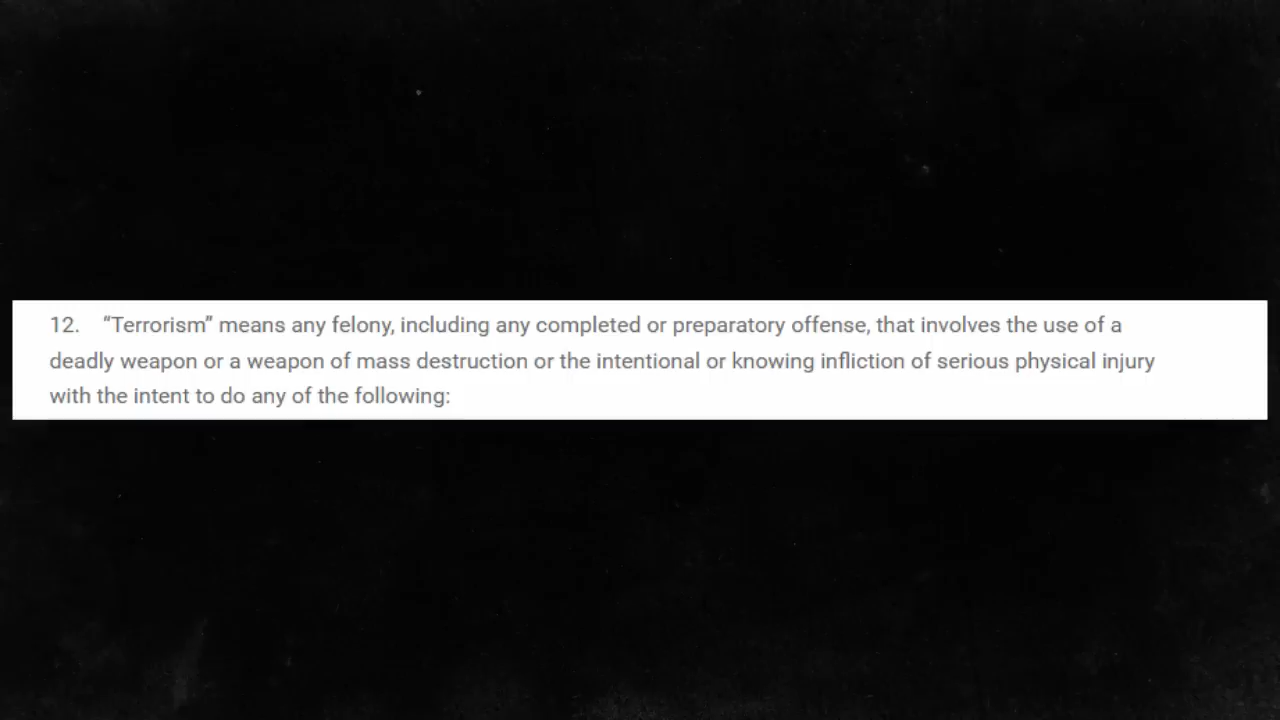 12. “Terrorism” means any felony, including any completed or preparatory offense, that involves the use of a
deadly weapon or a weapon of mass destruction or the intentional or knowing infliction of serious physical injury
with the intent to do any of the following: